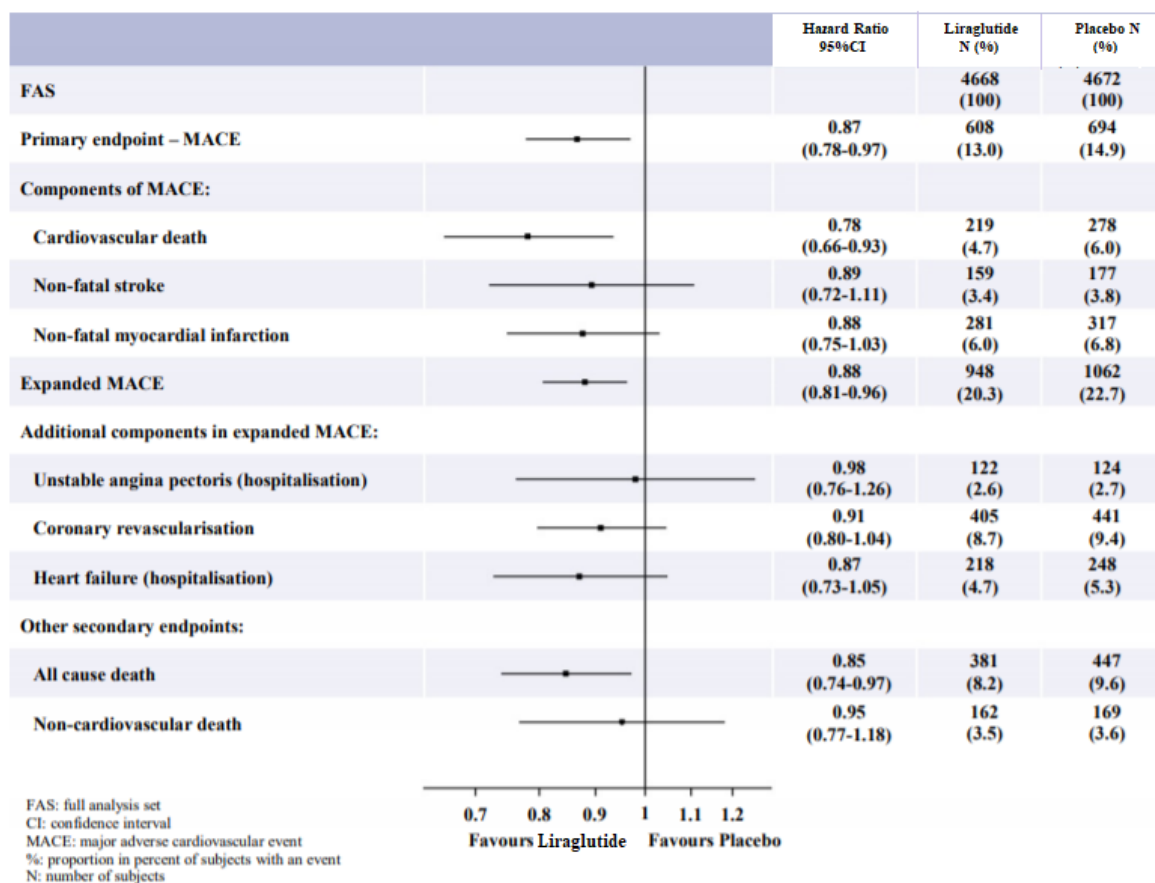 Hazard Ratio Liraglutide Placebo N
95%CI N (%) (%)
FAS 4668 4672
(100) (100)
Primary endpoint – MACE 0.87 608 694
(0.78-0.97) (13.0) (14.9)
Components of MACE:
Cardiovascular death 0.78 219 278
(0.66-0.93) (4.7) (6.0)
Non-fatal stroke 0.89 159 177
(0.72-1.11) (3.4) (3.8)
Non-fatal myocardial infarction 0.88 281 317
(0.75-1.03) (6.0) (6.8)
Expanded MACE 0.88 948 1062
(0.81-0.96) (20.3) (22.7)
Additional components in expanded MACE:
Unstable angina pectoris (hospitalisation) 0.98 122 124
(0.76-1.26) (2.6) (2.7)
Coronary revascularisation 0.91 405 441
(0.80-1.04) (8.7) (9.4)
Heart failure (hospitalisation) 0.87 218 248
(0.73-1.05) (4.7) (5.3)
Other secondary endpoints:
All cause death 0.85 381 447
(0.74-0.97) (8.2) (9.6)
Non-cardiovascular death 0.95 162 169
(0.77-1.18) (3.5) (3.6)
0.7 0.8 0.9 1 1.1 1.2
Favours Liraglutide Favours Placebo
FAS: full analysis set
CI: confidence interval
MACE: major adverse cardiovascular event
%: proportion in percent of subjects with an event
N: number of subjects